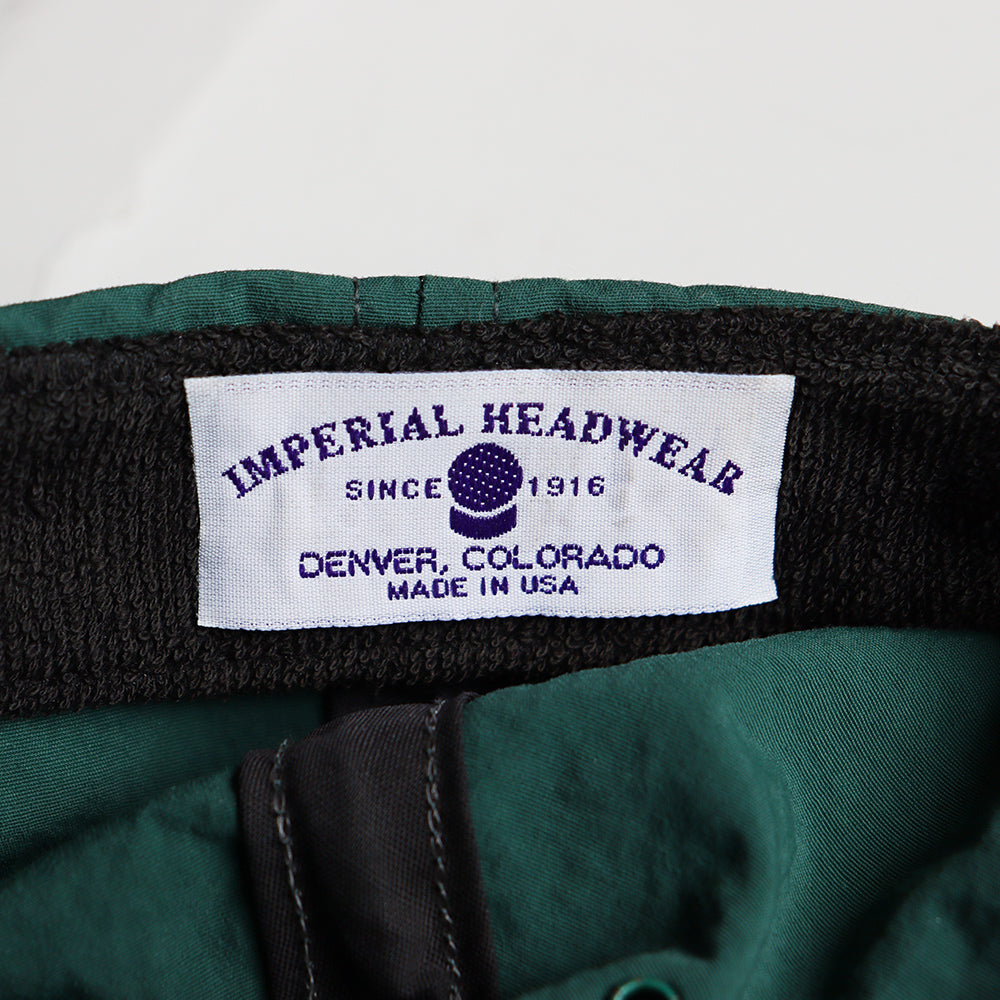 IMPERIAL HEADWEAR
SINCE 1916
DENVER, COLORADO
MADE IN USA